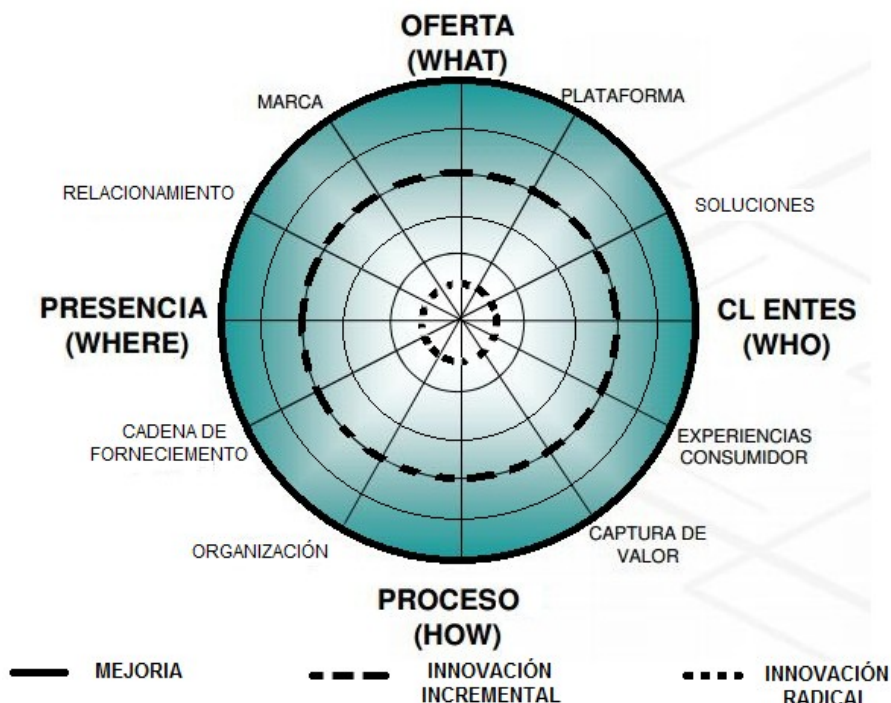 OFERTA
(WHAT)
MARCA
PLATAFORMA
RELACIONAMIENTO
SOLUCIONES
PRESENCIA
(WHERE)
CL ENTES
(WHO)
CADENA DE
FORNECIEMENTO
EXPERIENCIAS
CONSUMIDOR
ORGANIZACIÓN
CAPTURA DE
VALOR
PROCESO
(HOW)
MEJORIA
INNOVACIÓN
INCREMENTAL
INNOVACIÓN
RADICAL